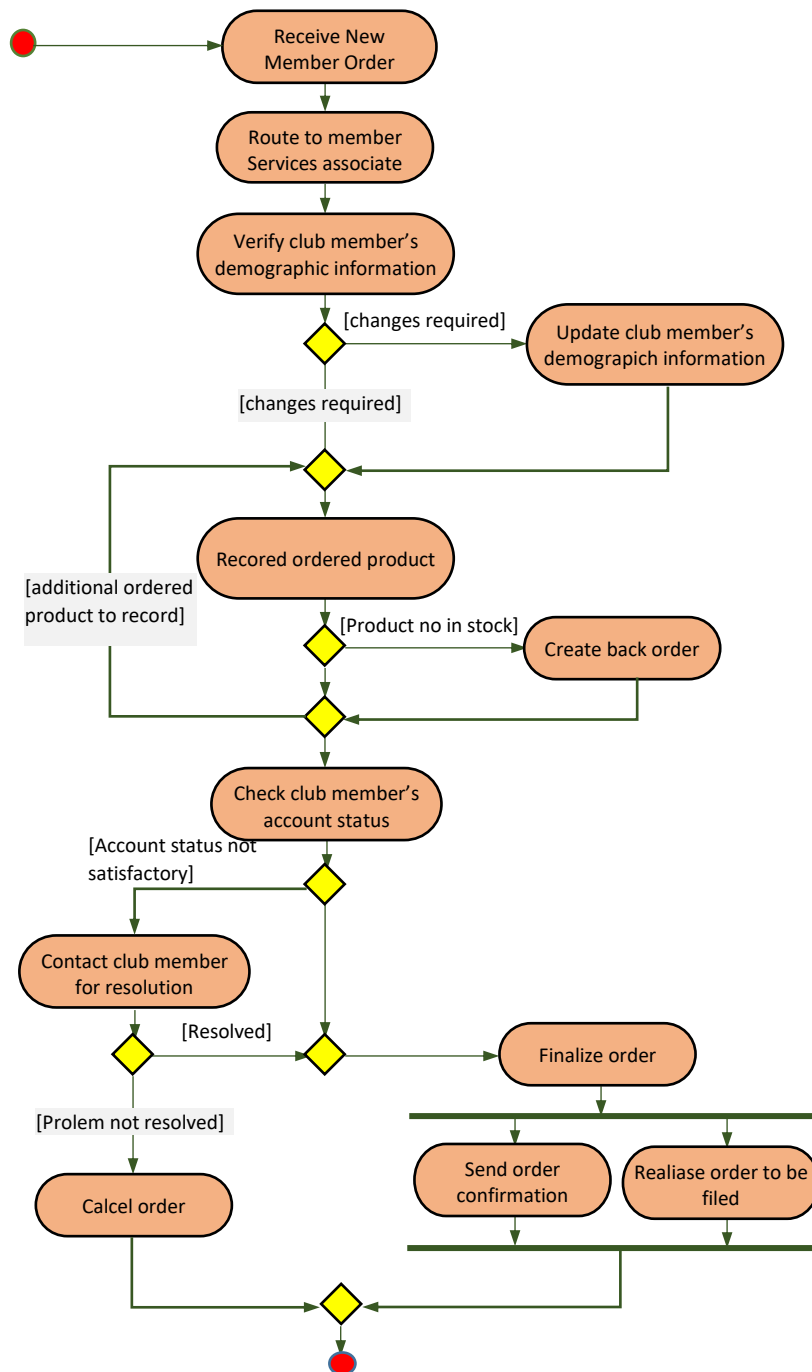 Receive New
Member Order
Route to member
Services associate
Verify club member's
demographic information
[changes required]
Update club member's
demograpich information
[changes required]
Recored ordered product
[additional ordered
product to record]
[Product no in stock]
Create back order
Check club member's
account status
[Account status not
satisfactory]
Contact club member
for resolution
[Resolved]
Finalize order
[Prolem not resolved]
Send order
confirmation
Realiase order to be
filed
Calcel order